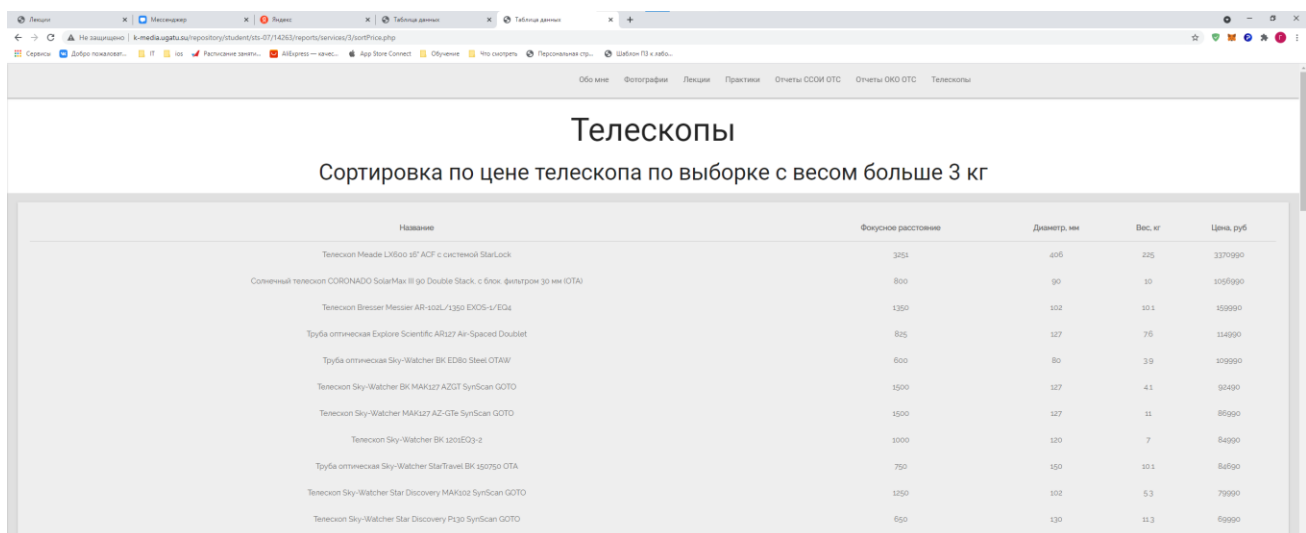 Лекции Мессенджер Яндекс Таблица данных Таблица данных
Не защищено k-media.ugatu.su/repository/student/sts-07/14263/reports/services/3/sortPrice.php
Сервисы Добро пожаловат... IT ios Расписание заняти... AliExpress — качес... App Store Connect Обучение Что смотреть Персональная стр... Шаблон ПЗ к лабо...
Обо мне Фотографии Лекции Практики Отчеты ССОИ ОТС Отчеты ОКО ОТС Телескопы
Телескопы
Сортировка по цене телескопа по выборке с весом больше 3 кг
Название Фокусное расстояние Диаметр, мм Вес, кг Цена, руб
Телескоп Meade LX600 16" ACF с системой StarLock 3251 406 225 3370990
Солнечный телескоп CORONADO SolarMax III 90 Double Stack, с блок. фильтром 30 мм (OTA) 800 90 10 1056990
Телескоп Bresser Messier AR-102L/1350 EXOS-1/EQ4 1350 102 10.1 159990
Труба оптическая Explore Scientific AR127 Air-Spaced Doublet 825 127 7.6 114990
Труба оптическая Sky-Watcher BK ED80 Steel OTAW 600 80 3.9 109990
Телескоп Sky-Watcher BK MAK127 AZGT SynScan GOTO 1500 127 4.1 92490
Телескоп Sky-Watcher MAK127 AZ-GTe SynScan GOTO 1500 127 11 86990
Телескоп Sky-Watcher BK 1201EQ3-2 1000 120 7 84990
Труба оптическая Sky-Watcher StarTravel BK 150750 OTA 750 150 10.1 84690
Телескоп Sky-Watcher Star Discovery MAK102 SynScan GOTO 1250 102 5.3 79990
Телескоп Sky-Watcher Star Discovery P130 SynScan GOTO 650 130 11.3 69990